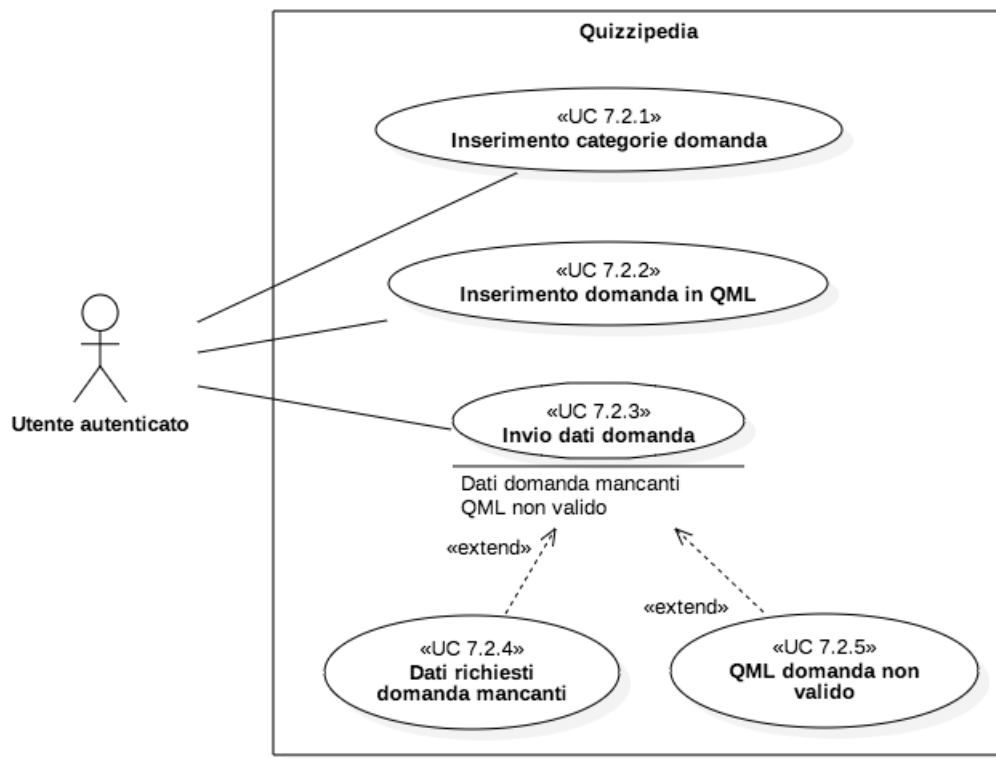 Quizzipedia
«UC 7.2.1»
Inserimento categorie domanda
«UC 7.2.2»
Inserimento domanda in QML
Utente autenticato
«UC 7.2.3»
Invio dati domanda
Dati domanda mancanti
QML non valido
«extend»
«extend»
«UC 7.2.4»
Dati richiesti
domanda mancanti
«UC 7.2.5»
QML domanda non
valido